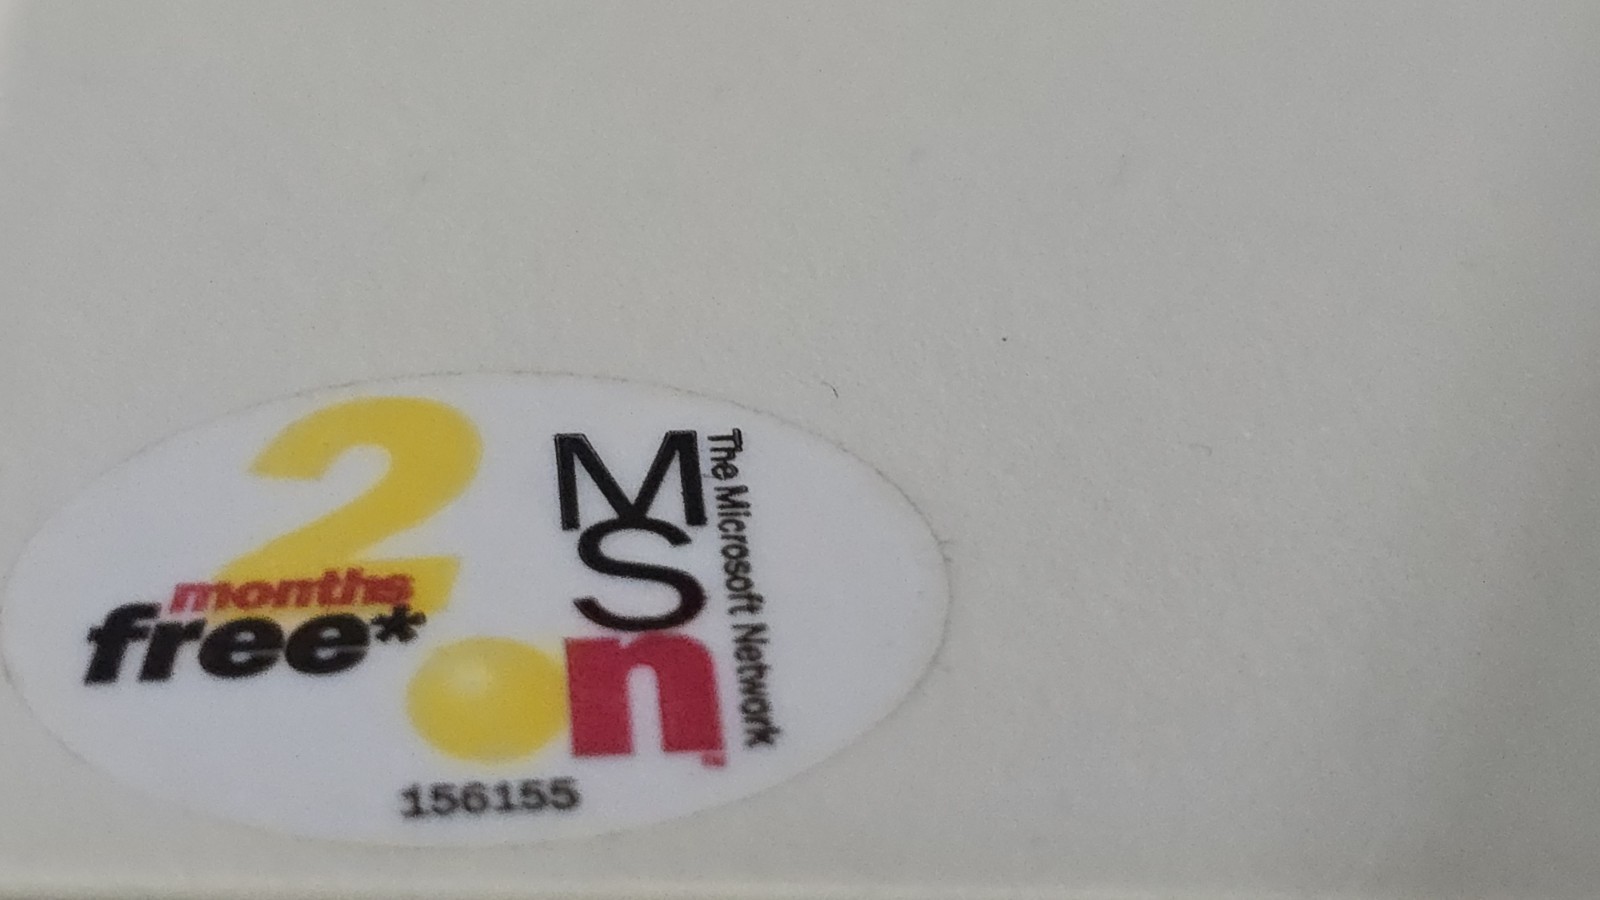 2
months
free*
MSn
The Microsoft Network
156155